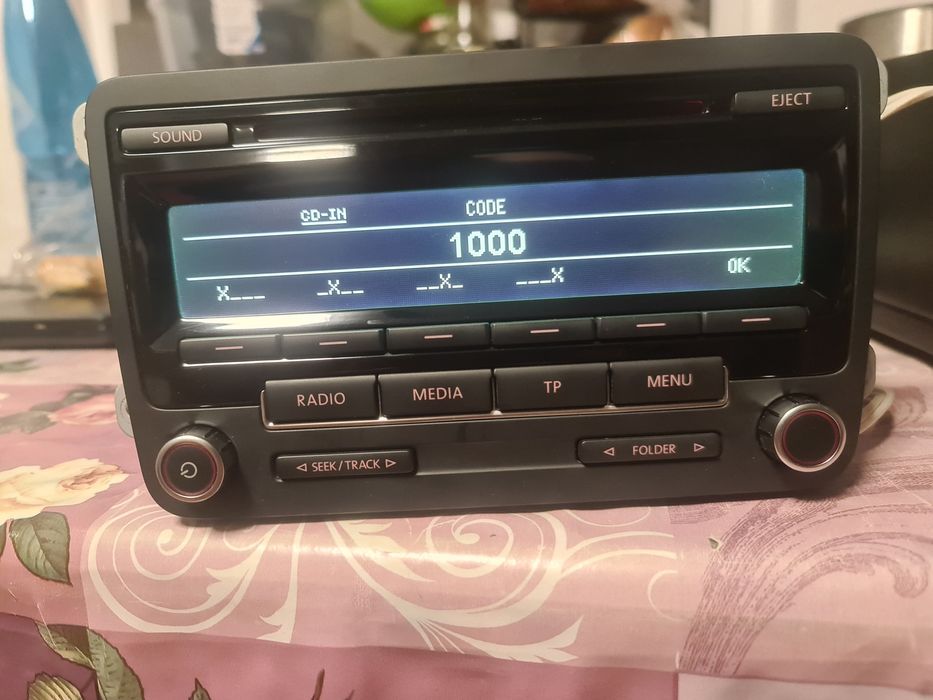 SOUND
EJECT
CD-IN CODE
1000
X___ _X__ __X_ ___X OK
RADIO MEDIA TP MENU
◁ SEEK/TRACK ▷ ◁ FOLDER ▷